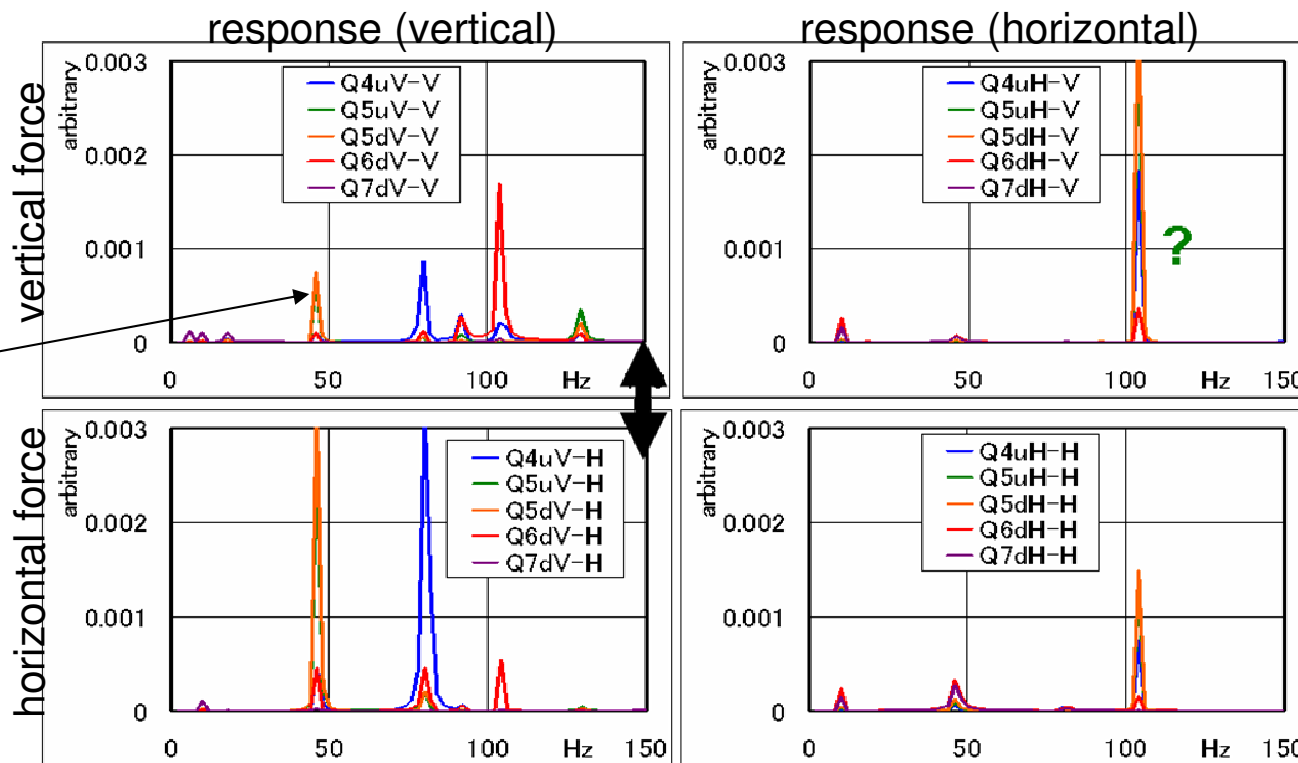 response (vertical)
response (horizontal)
vertical force
horizontal force
arbitrary
0.003
0.002
0.001
0
Q4uV-V
Q5uV-V
Q5dV-V
Q6dV-V
Q7dV-V
0 50 100 Hz
arbitrary
0.003
0.002
0.001
0
Q4uH-V
Q5uH-V
Q5dH-V
Q6dH-V
Q7dH-V
?
0 50 100 Hz 150
arbitrary
0.003
0.002
0.001
0
Q4uV-H
Q5uV-H
Q5dV-H
Q6dV-H
Q7dV-H
0 50 100 Hz 150
arbitrary
0.003
0.002
0.001
0
Q4uH-H
Q5uH-H
Q5dH-H
Q6dH-H
Q7dH-H
0 50 100 Hz 150